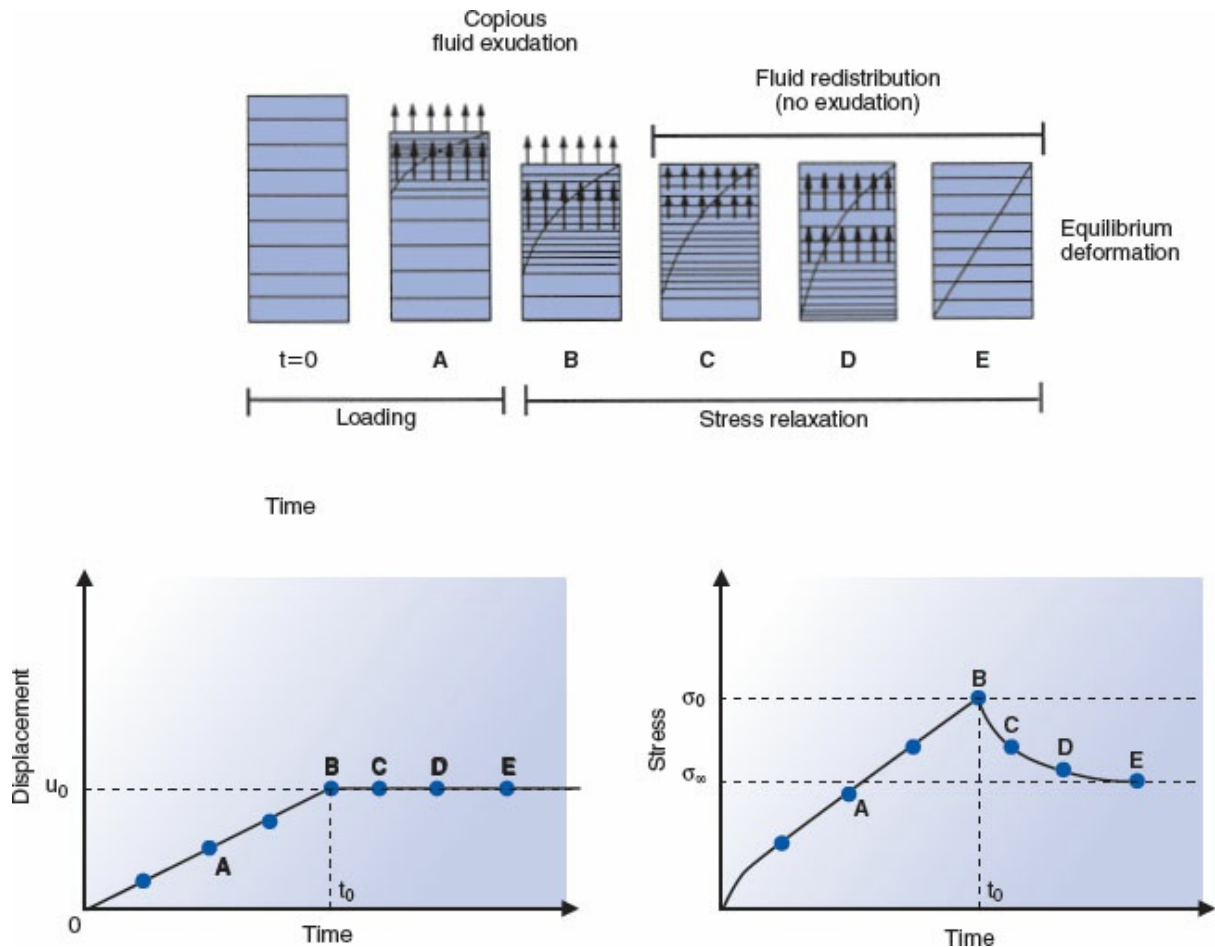 Copious
fluid exudation
Fluid redistribution
(no exudation)
Equilibrium
deformation
t=0
A
B
C
D
E
Loading
Stress relaxation
Time
Displacement
u0
0
A
B
C
D
E
t0
Time
Stress
σ0
σ∞
A
B
C
D
E
t0
Time